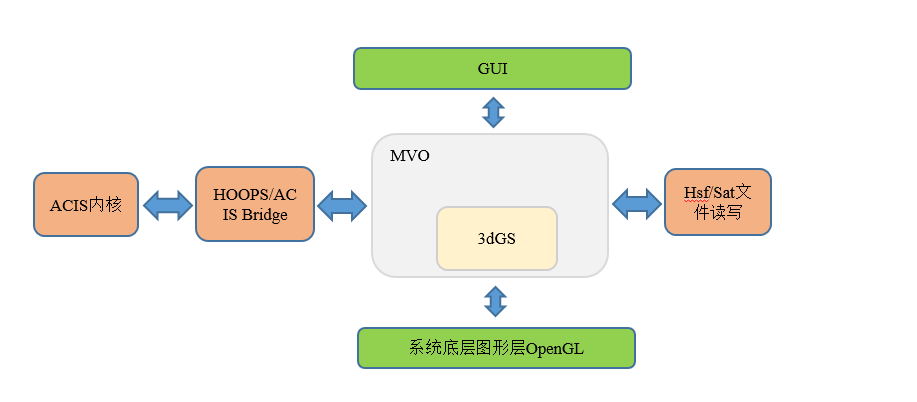 GUI
MVO
ACIS内核
HOOPS/AC
IS Bridge
3dGS
Hsf/Sat文
件读写
系统底层图形层OpenGL